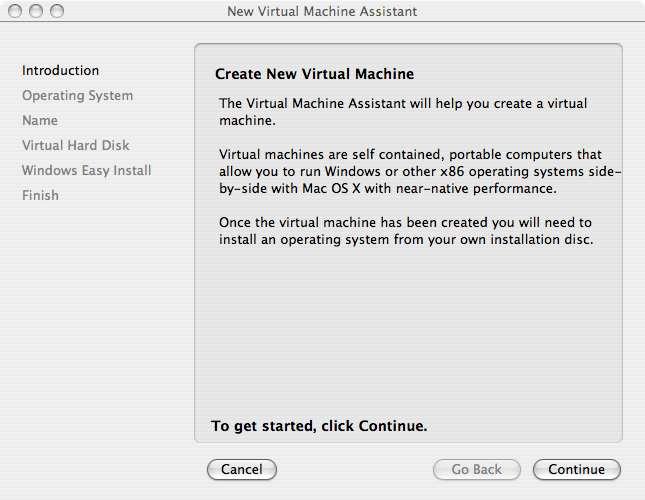 New Virtual Machine Assistant
Introduction
Operating System
Name
Virtual Hard Disk
Windows Easy Install
Finish
Create New Virtual Machine
The Virtual Machine Assistant will help you create a virtual
machine.
Virtual machines are self contained, portable computers that
allow you to run Windows or other x86 operating systems side-
by-side with Mac OS X with near-native performance.
Once the virtual machine has been created you will need to
install an operating system from your own installation disc.
To get started, click Continue.
Cancel
Go Back
Continue